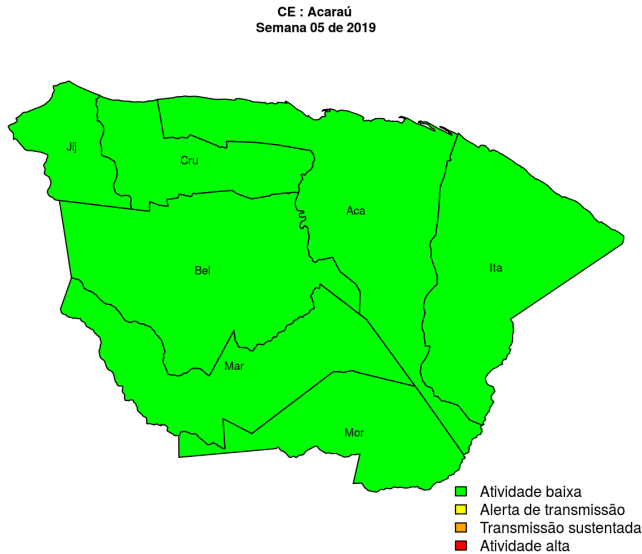 CE : Acaraú
Semana 05 de 2019
Jij
Cru
Aca
Bel
Ita
Mar
Mor
Atividade baixa
Alerta de transmissão
Transmissão sustentada
Atividade alta